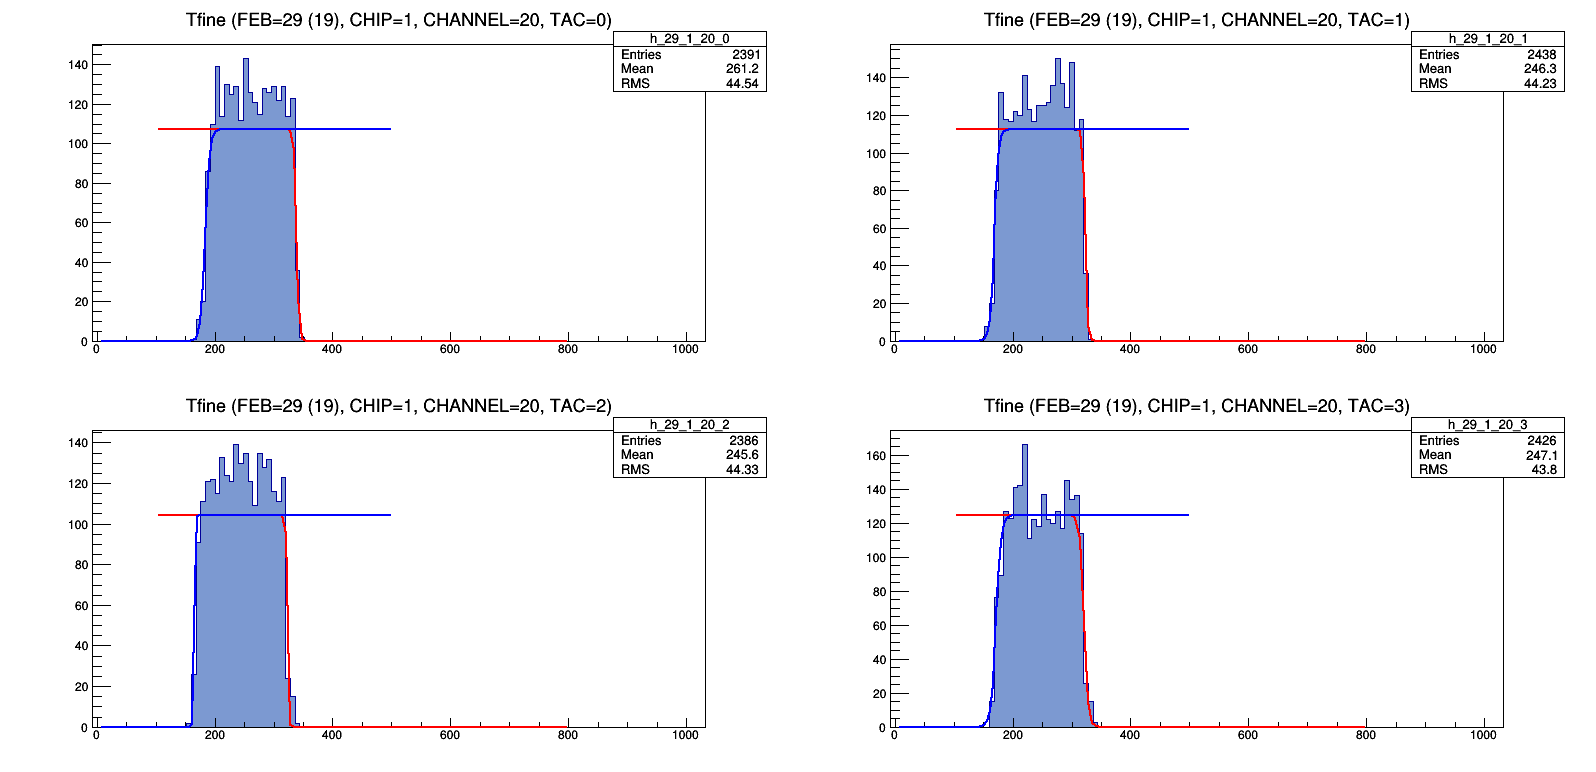 Tfine (FEB=29 (19), CHIP=1, CHANNEL=20, TAC=0)
h_29_1_20_0
Entries 2391
Mean 261.2
RMS 44.54
140
120
100
80
60
40
20
0
0 200 400 600 800 1000
Tfine (FEB=29 (19), CHIP=1, CHANNEL=20, TAC=1)
h_29_1_20_1
Entries 2438
Mean 246.3
RMS 44.23
140
120
100
80
60
40
20
0
0 200 400 600 800 1000
Tfine (FEB=29 (19), CHIP=1, CHANNEL=20, TAC=2)
h_29_1_20_2
Entries 2386
Mean 245.6
RMS 44.33
140
120
100
80
60
40
20
0
0 200 400 600 800 1000
Tfine (FEB=29 (19), CHIP=1, CHANNEL=20, TAC=3)
h_29_1_20_3
Entries 2426
Mean 247.1
RMS 43.8
160
140
120
100
80
60
40
20
0
0 200 400 600 800 1000